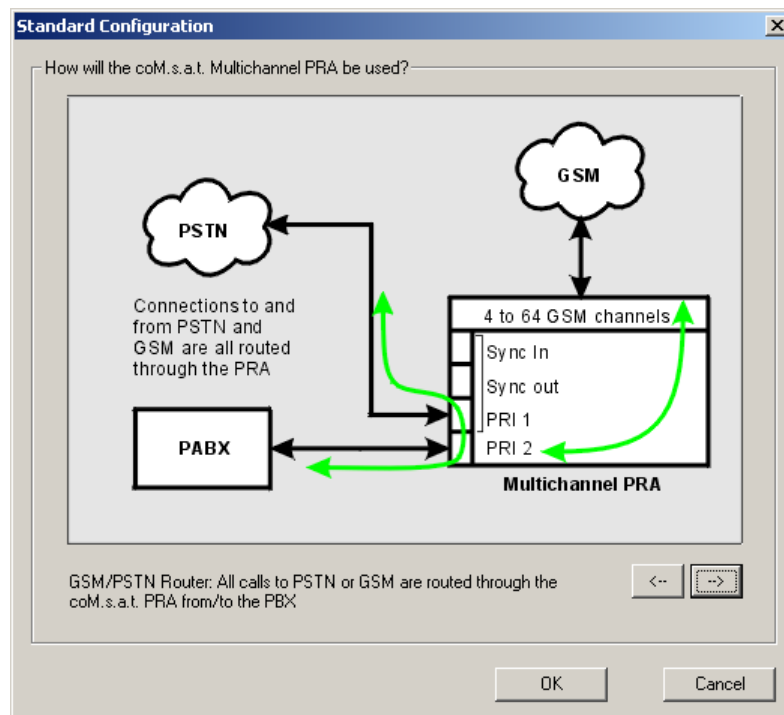 Standard Configuration
How will the coM.s.a.t. Multichannel PRA be used?
GSM
PSTN
Connections to and
from PSTN and
GSM are all routed
through the PRA
4 to 64 GSM channels
Sync In
Sync out
PRI 1
PRI 2
PABX
Multichannel PRA
GSM/PSTN Router: All calls to PSTN or GSM are routed through the
coM.s.a.t. PRA from/to the PBX
<--
-->
OK
Cancel